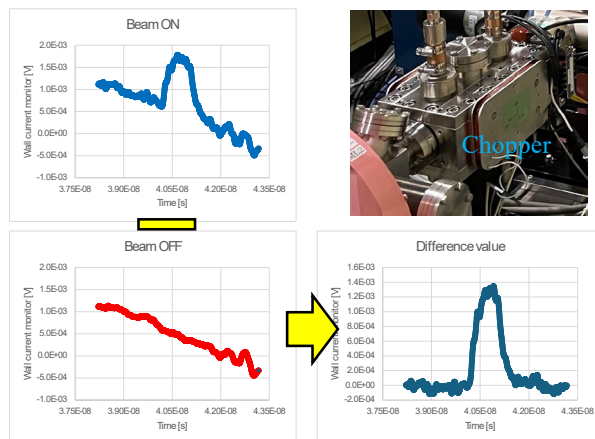 Beam ON
Wall current monitor [V]
2.0E-03
1.5E-03
1.0E-03
5.0E-04
0.0E+00
-5.0E-04
-1.0E-03
3.75E-08 3.90E-08 4.05E-08 4.20E-08 4.35E-08
Time [s]
Chopper
Beam OFF
Wall current monitor [V]
2.0E-03
1.5E-03
1.0E-03
5.0E-04
0.0E+00
-5.0E-04
-1.0E-03
3.75E-08 3.90E-08 4.05E-08 4.20E-08 4.35E-08
Time [s]
Difference value
Wall current monitor [V]
1.6E-03
1.4E-03
1.2E-03
1.0E-03
8.0E-04
6.0E-04
4.0E-04
2.0E-04
0.0E+00
-2.0E-04
3.75E-08 3.90E-08 4.05E-08 4.20E-08 4.35E-08
Time [s]